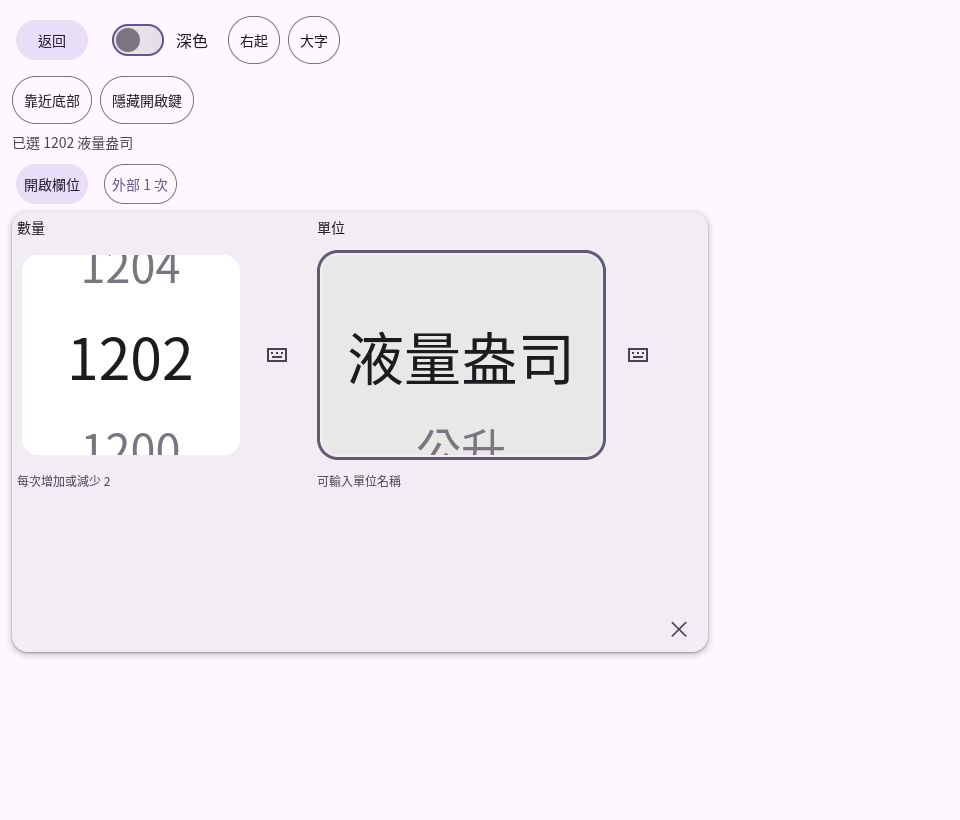 返回 深色 右起 大字
靠近底部 隱藏開啟鍵
已選 1202 液量盎司
開啟欄位 外部 1 次
數量 單位
1204
1202 液量盎司
1200 公升
每次增加或減少 2 可輸入單位名稱